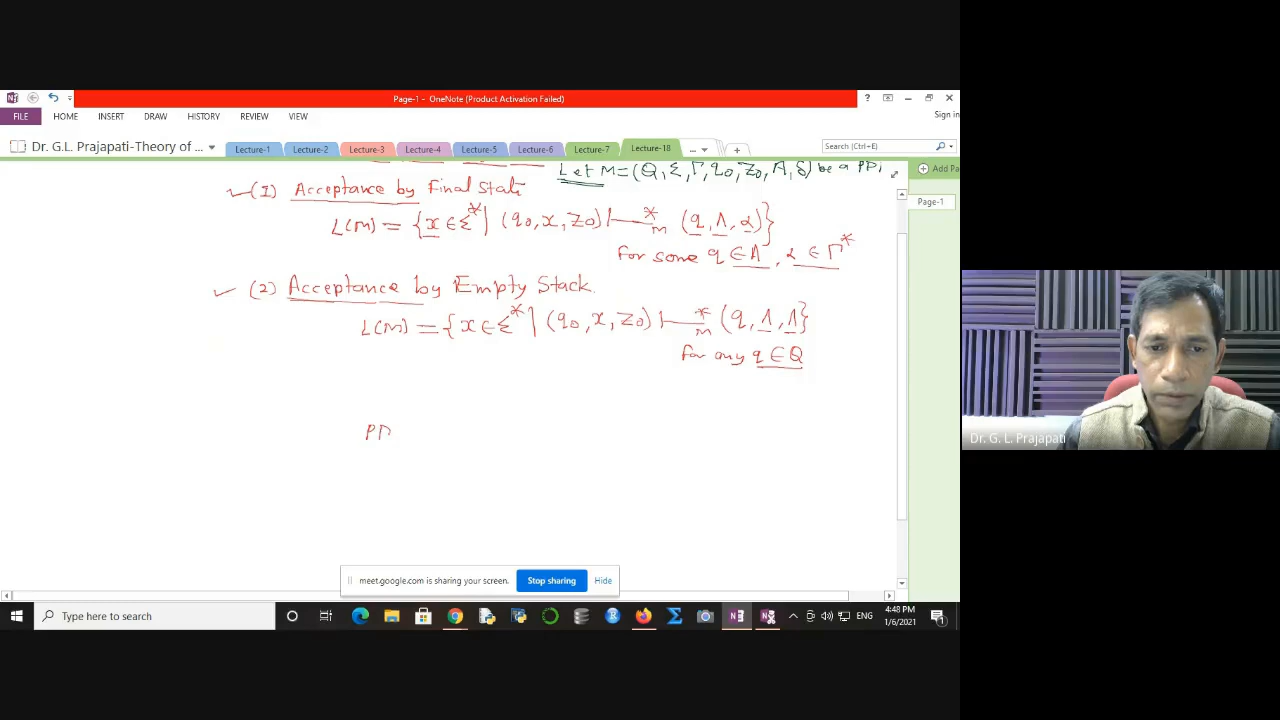 Page-1 - OneNote (Product Activation Failed)
FILE HOME INSERT DRAW HISTORY REVIEW VIEW
Sign in
Dr. G.L. Prajapati-Theory of ... Lecture-1 Lecture-2 Lecture-3 Lecture-4 Lecture-5 Lecture-6 Lecture-7 Lecture-18 ... Search (Ctrl+E)
Let M = (Q, Σ, Γ, q0, Z0, A, δ) be a PD,
Add Pa
Page-1
(1) Acceptance by Final State
L(M) = {x ∈ Σ* | (q0, x, Z0) ⊢*M (q, Λ, α)}
for some q ∈ A, α ∈ Γ*
(2) Acceptance by Empty Stack.
L(M) = {x ∈ Σ* | (q0, x, Z0) ⊢*M (q, Λ, Λ)}
for any q ∈ Q
PD
Dr. G. L. Prajapati
meet.google.com is sharing your screen. Stop sharing Hide
Type here to search
ENG
4:48 PM
1/6/2021
1